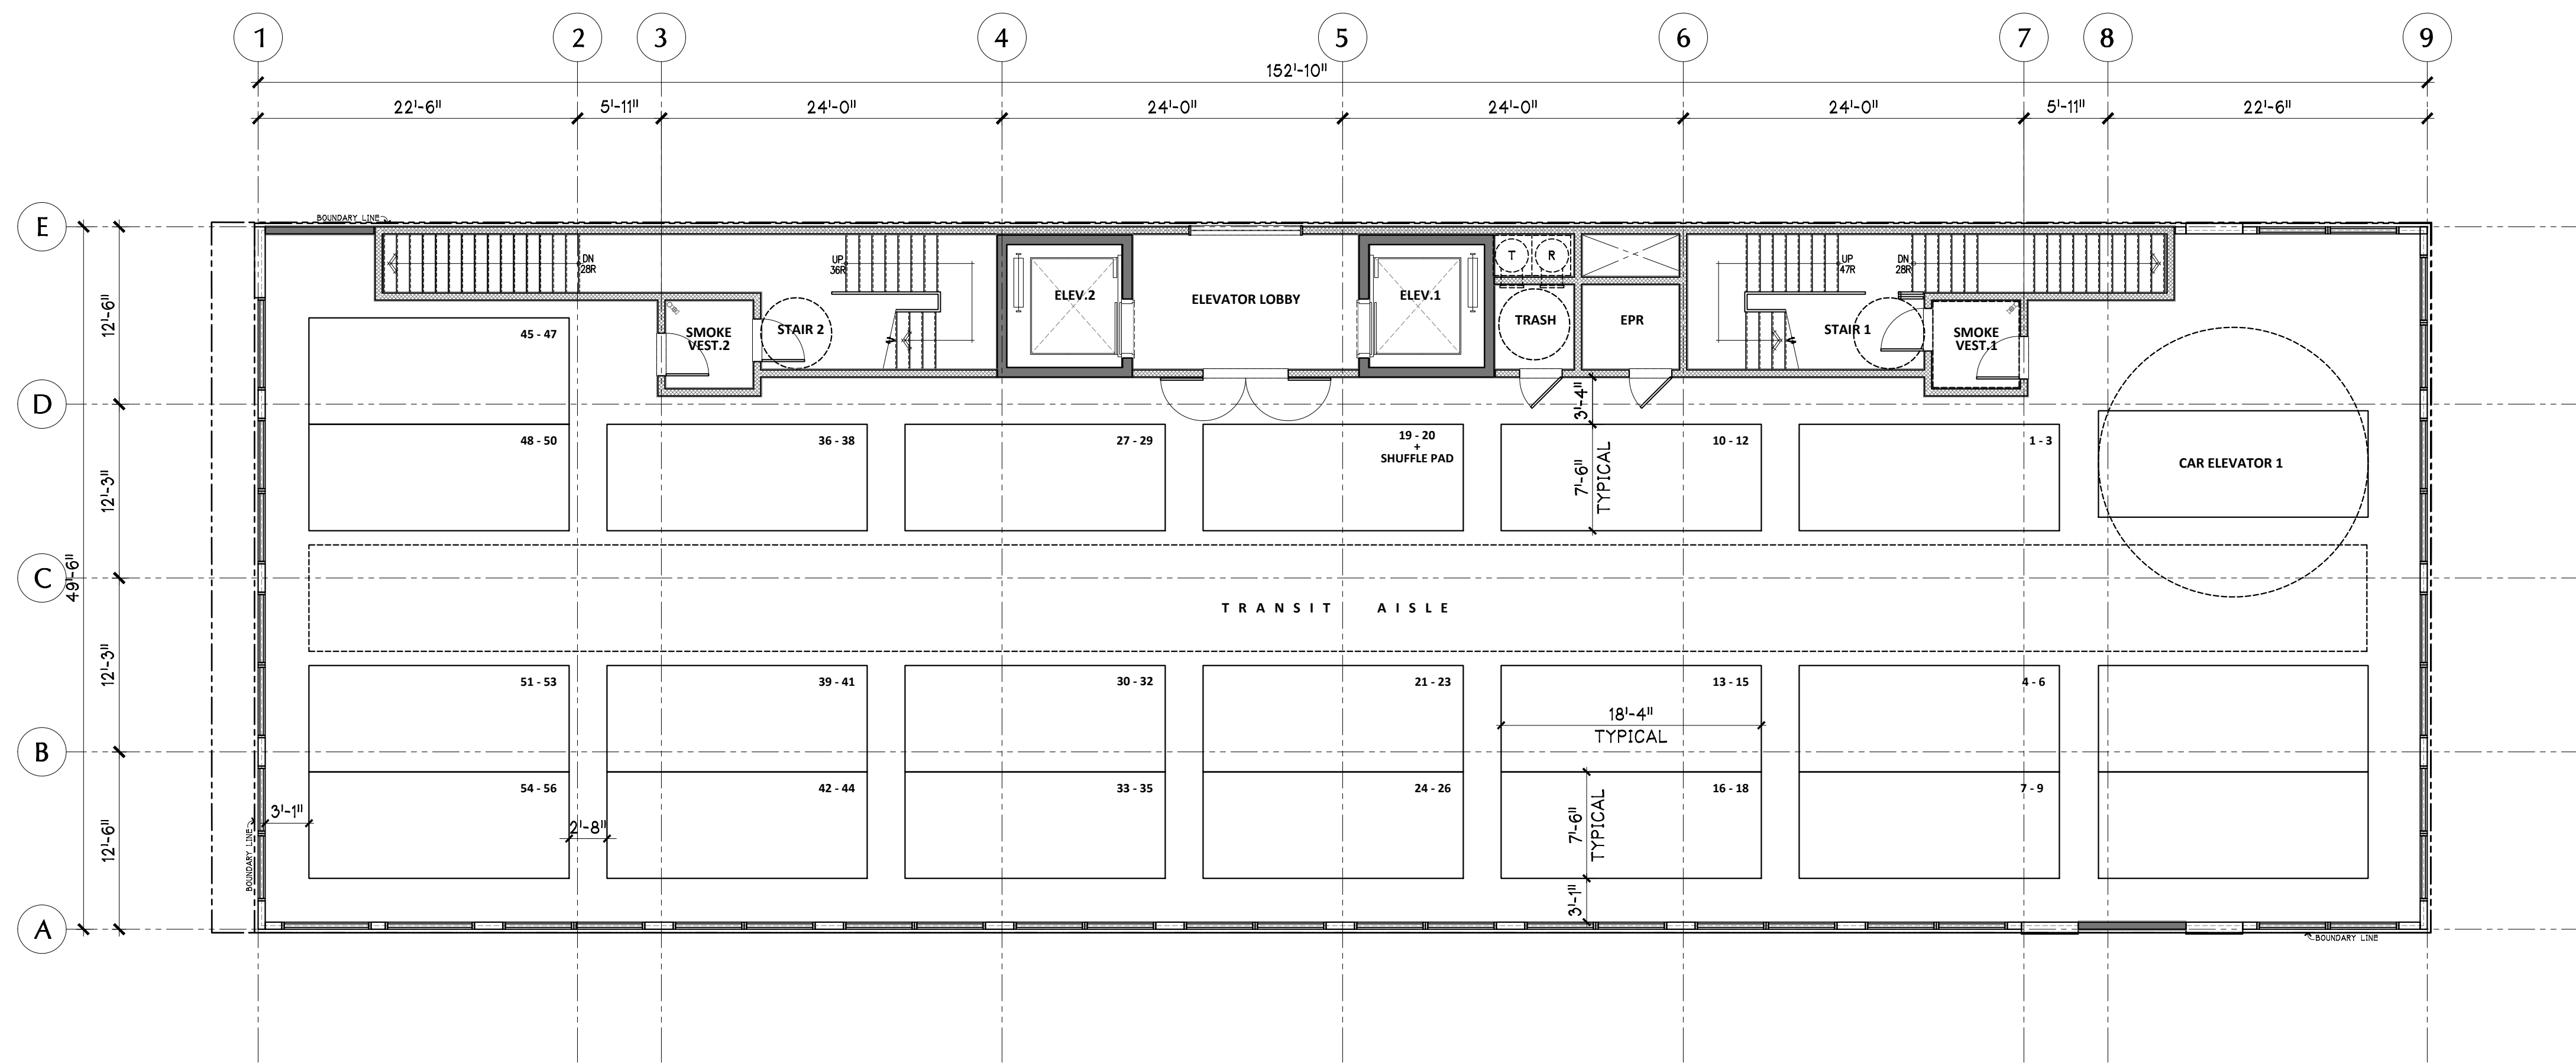 1 2 3 4 5 6 7 8 9
152'-10"
22'-6" 5'-11" 24'-0" 24'-0" 24'-0" 24'-0" 5'-11" 22'-6"
BOUNDARY LINE
E
DN
28R
UP
36R
UP
47R
DN
28R
T R
ELEV.2
ELEVATOR LOBBY
ELEV.1
12'-6"
SMOKE
VEST.2
STAIR 2
TRASH
EPR
STAIR 1
SMOKE
VEST.1
45 - 47
D
3'-4"
48 - 50
36 - 38
27 - 29
19 - 20
+
SHUFFLE PAD
10 - 12
1 - 3
CAR ELEVATOR 1
12'-3"
7'-6"
TYPICAL
C
49'-6"
TRANSIT AISLE
12'-3"
51 - 53
39 - 41
30 - 32
21 - 23
13 - 15
4 - 6
18'-4"
TYPICAL
B
54 - 56
42 - 44
33 - 35
24 - 26
16 - 18
7 - 9
3'-1"
2'-8"
12'-6"
7'-6"
TYPICAL
BOUNDARY LINE
3'-1"
A
BOUNDARY LINE